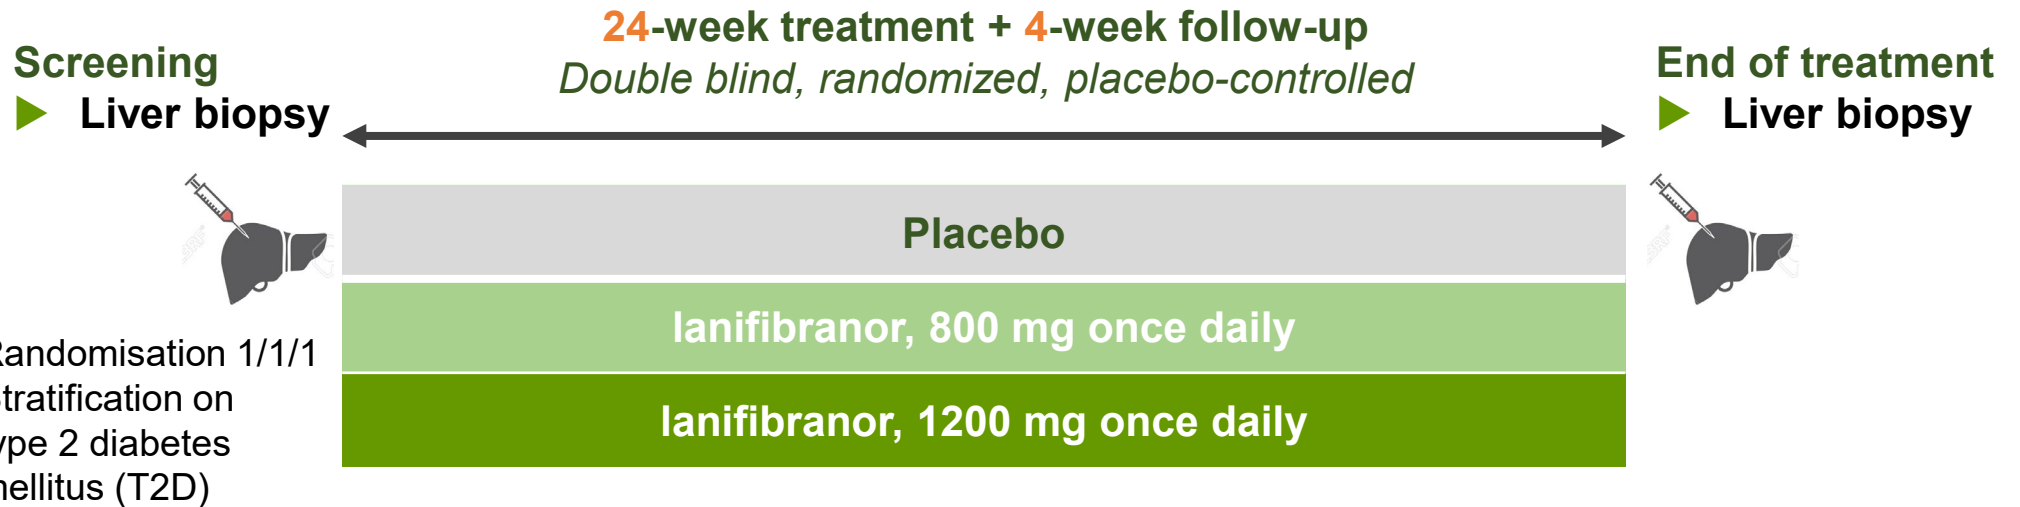 Screening
Liver biopsy
24-week treatment + 4-week follow-up
Double blind, randomized, placebo-controlled
End of treatment
Liver biopsy
Placebo
lanifibranor, 800 mg once daily
lanifibranor, 1200 mg once daily
Randomisation 1/1/1
tratification on
ype 2 diabetes
mellitus (T2D)